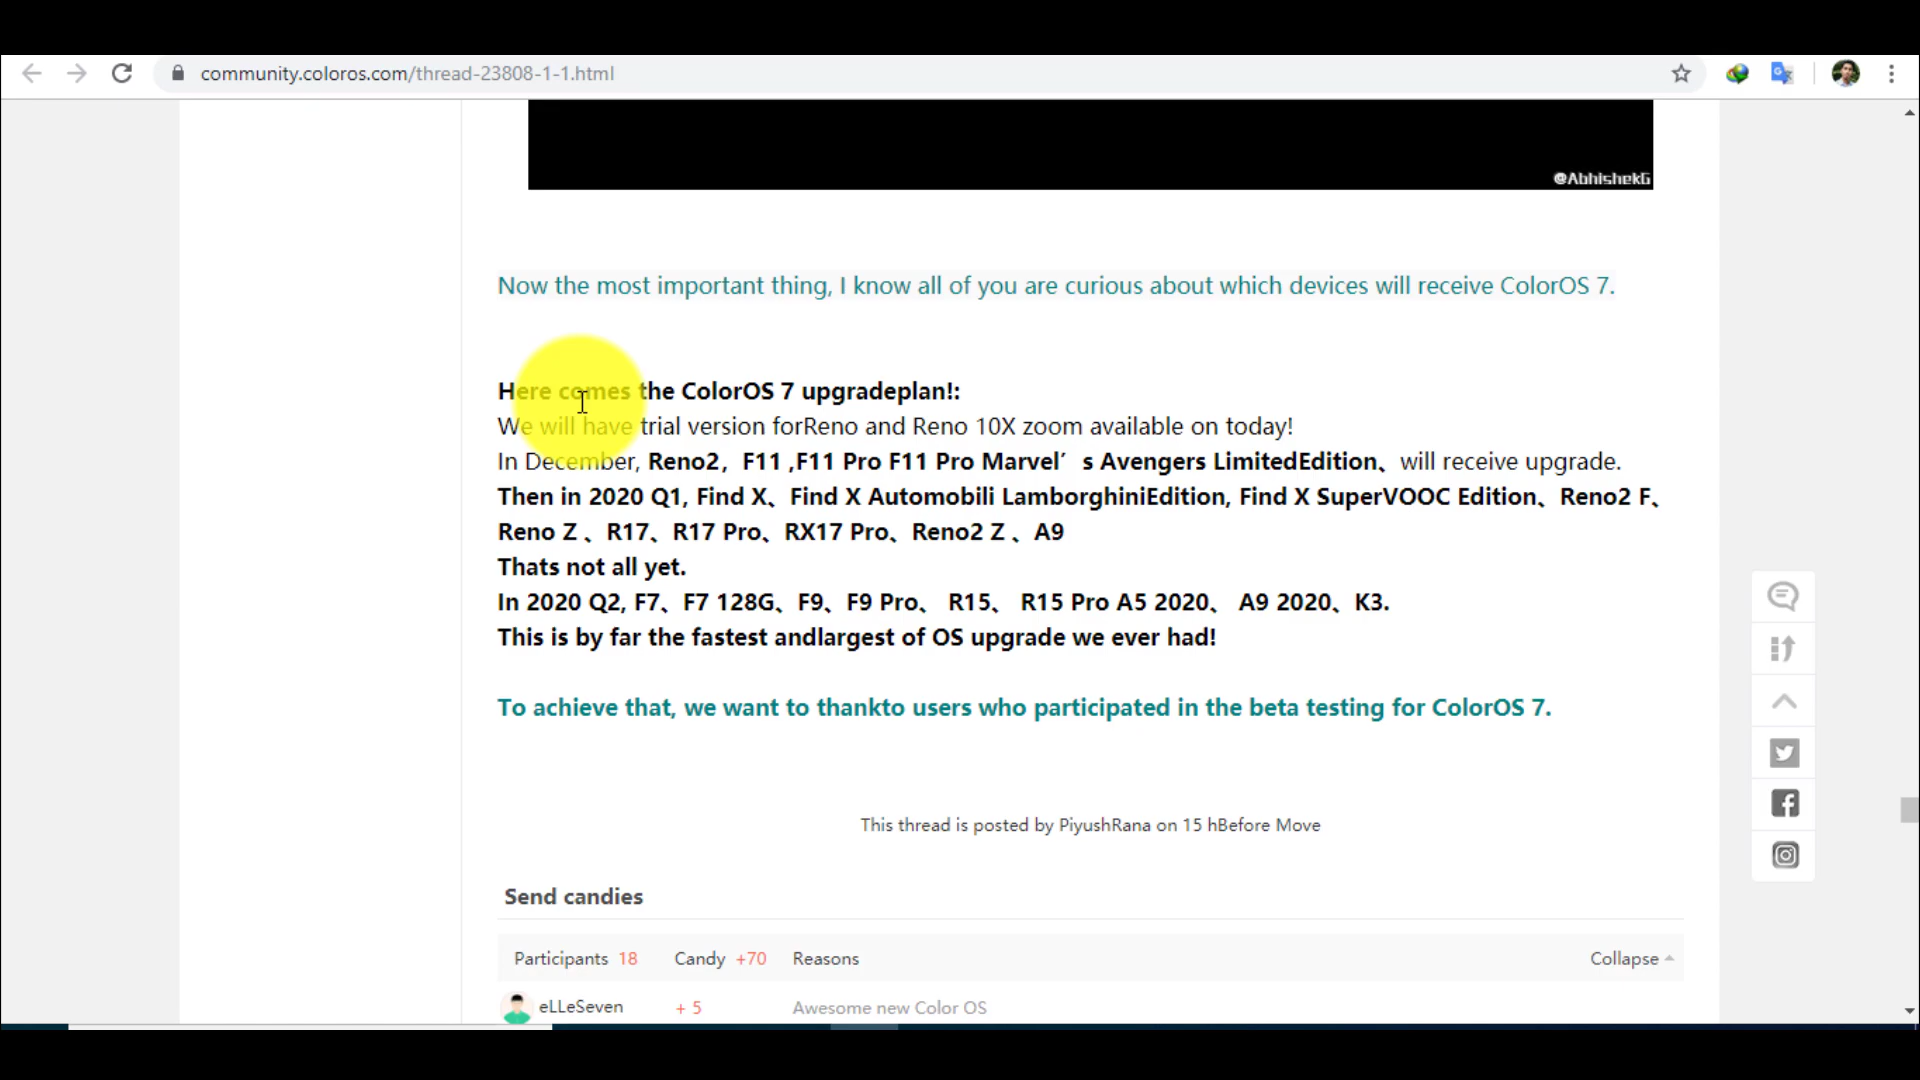 community.coloros.com/thread-23808-1-1.html
@AbhishekG
Now the most important thing, I know all of you are curious about which devices will receive ColorOS 7.
Here comes the ColorOS 7 upgradeplan!:
We will have trial version forReno and Reno 10X zoom available on today!
In December, Reno2，F11 ,F11 Pro F11 Pro Marvel’s Avengers LimitedEdition、will receive upgrade.
Then in 2020 Q1, Find X、Find X Automobili LamborghiniEdition, Find X SuperVOOC Edition、Reno2 F、
Reno Z 、R17、R17 Pro、RX17 Pro、Reno2 Z 、A9
Thats not all yet.
In 2020 Q2, F7、F7 128G、F9、F9 Pro、 R15、 R15 Pro A5 2020、 A9 2020、K3.
This is by far the fastest andlargest of OS upgrade we ever had!
To achieve that, we want to thankto users who participated in the beta testing for ColorOS 7.
This thread is posted by PiyushRana on 15 hBefore Move
Send candies
Participants 18 Candy +70 Reasons Collapse
eLLeSeven + 5 Awesome new Color OS